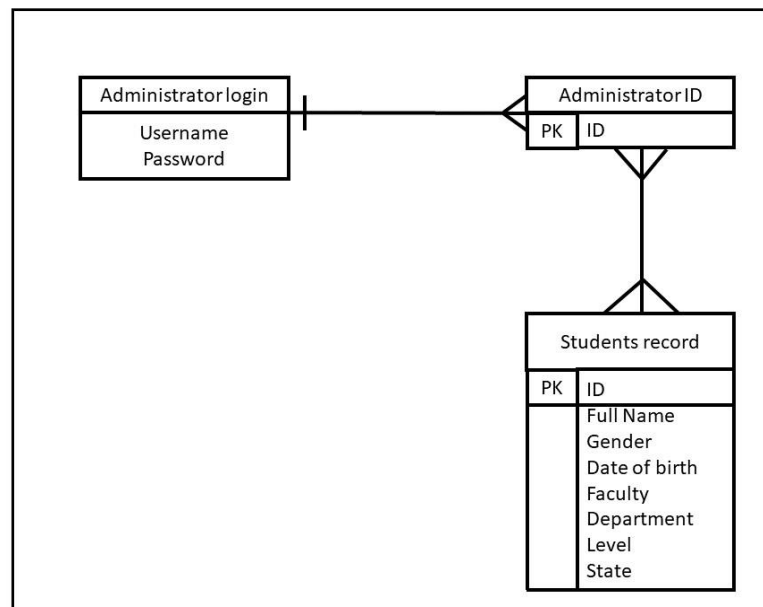 Administrator login
Username
Password
Administrator ID
PK ID
Students record
PK ID
Full Name
Gender
Date of birth
Faculty
Department
Level
State